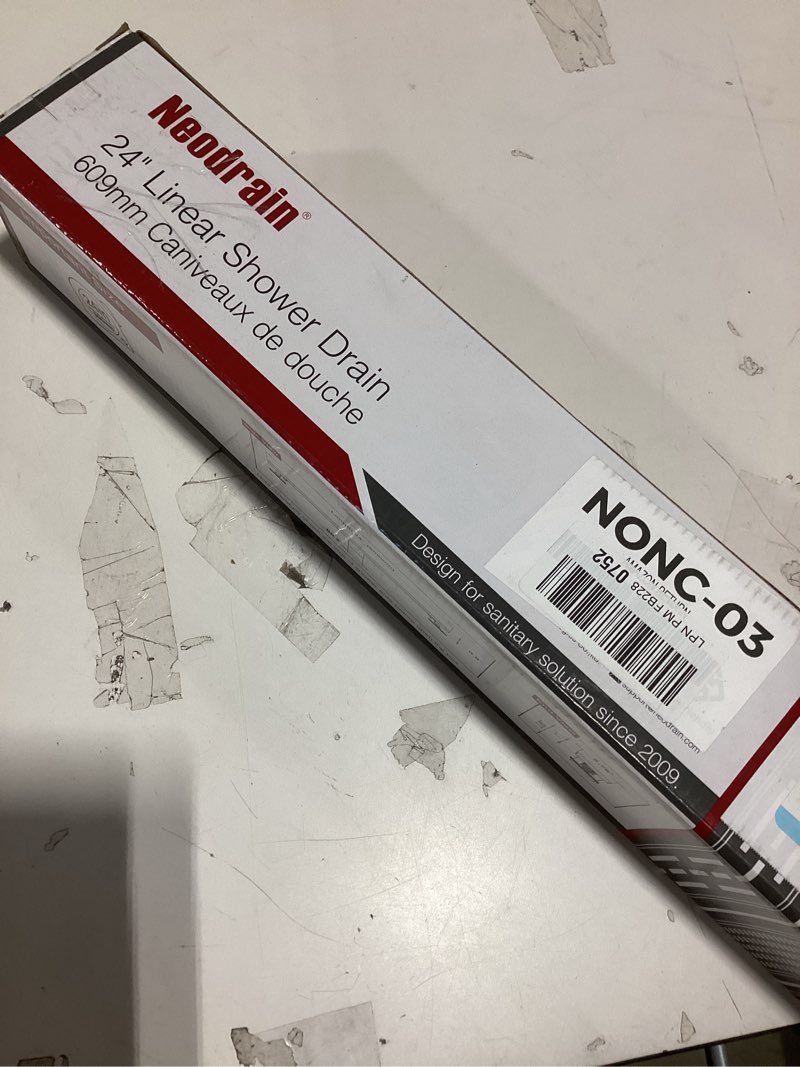 Neodrain®
24" Linear Shower Drain
609mm Caniveaux de douche
NONC-03
LPN PM FB228 0752
Design for sanitary solution since 2009.